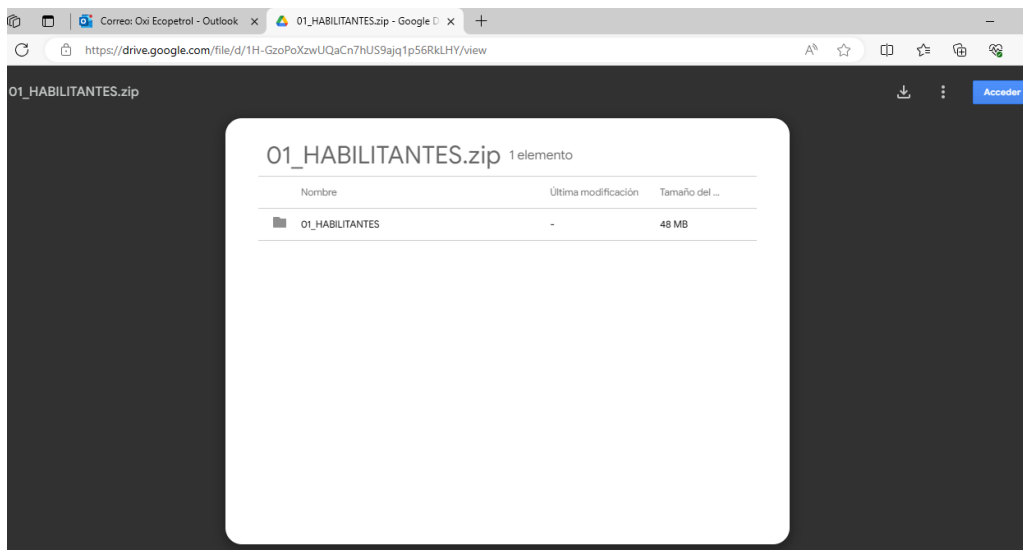 Correo: Oxi Ecopetrol - Outlook
01_HABILITANTES.zip - Google D
https://drive.google.com/file/d/1H-GzoPoXzwUQaCn7hUS9ajq1p56RkLHY/view
01_HABILITANTES.zip
Acceder
01_HABILITANTES.zip 1 elemento
Nombre Última modificación Tamaño del ...
01_HABILITANTES - 48 MB